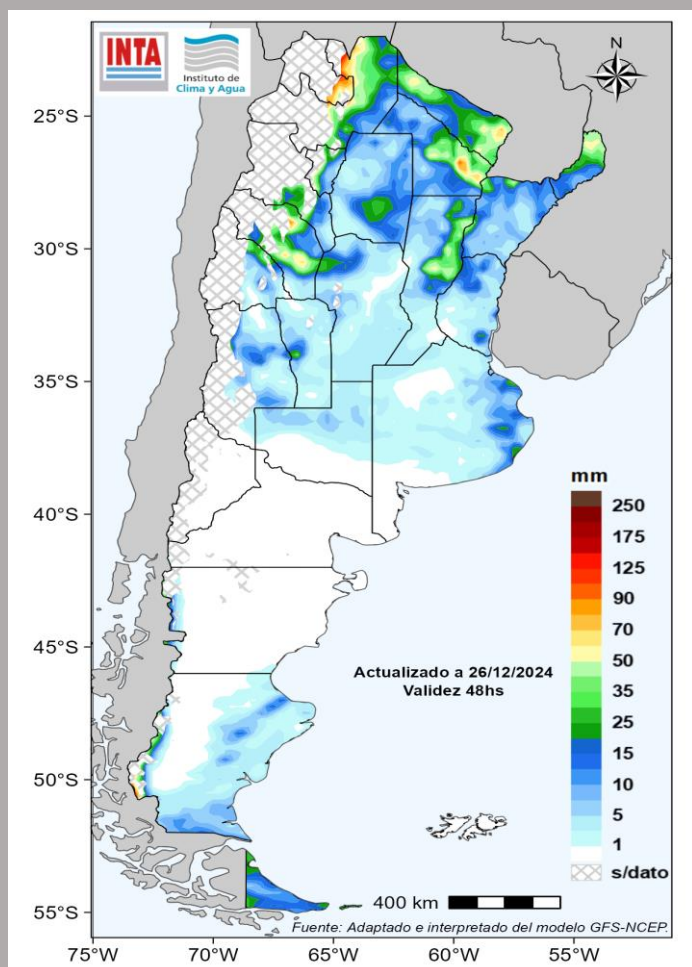 INTA
Instituto de
Clima y Agua
N
25°S
30°S
35°S
40°S
45°S
50°S
55°S
mm
250
175
125
90
70
50
35
25
15
10
5
1
s/dato
Actualizado a 26/12/2024
Validez 48hs
400 km
Fuente: Adaptado e interpretado del modelo GFS-NCEP.
75°W
70°W
65°W
60°W
55°W